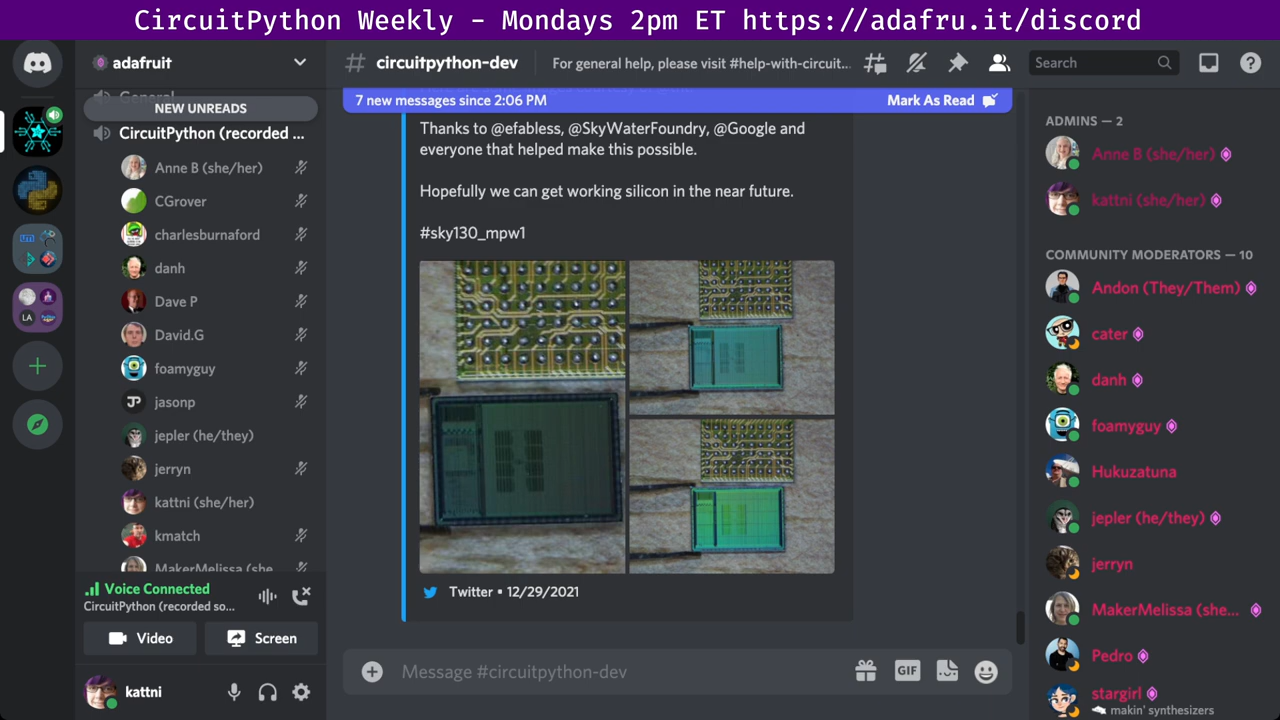 CircuitPython Weekly - Mondays 2pm ET https://adafru.it/discord
adafruit
General
NEW UNREADS
CircuitPython (recorded ...
Anne B (she/her)
CGrover
charlesburnaford
danh
Dave P
David.G
foamyguy
jasonp
JP
jepler (he/they)
jerryn
kattni (she/her)
kmatch
MakerMelissa (she
LA
Voice Connected
CircuitPython (recorded so...
Video
Screen
kattni
circuitpython-dev
For general help, please visit #help-with-circuit...
Search
7 new messages since 2:06 PM
Mark As Read
Thanks to @efabless, @SkyWaterFoundry, @Google and
everyone that helped make this possible.
Hopefully we can get working silicon in the near future.
#sky130_mpw1
Twitter • 12/29/2021
Message #circuitpython-dev
GIF
ADMINS — 2
Anne B (she/her)
kattni (she/her)
COMMUNITY MODERATORS — 10
Andon (They/Them)
cater
danh
foamyguy
Hukuzatuna
jepler (he/they)
jerryn
MakerMelissa (she...
Pedro
stargirl
makin' synthesizers